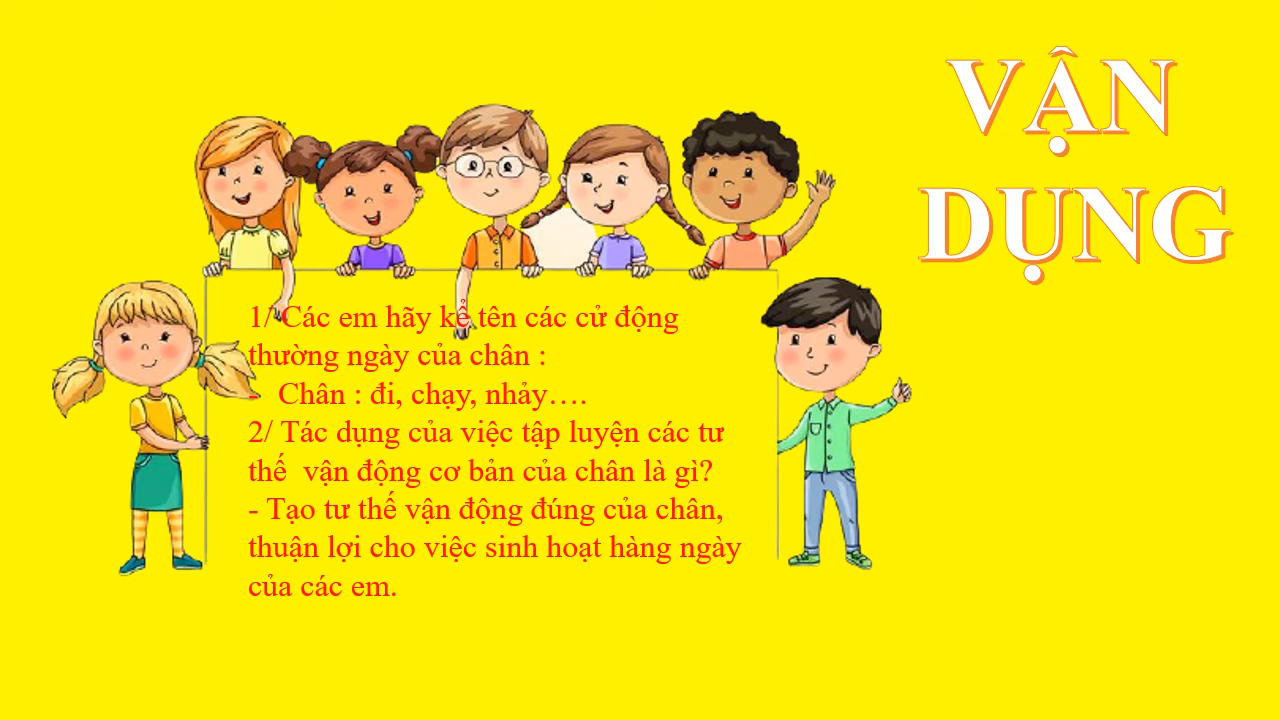 VẬN
DỤNG
1/ Các em hãy kể tên các cử động
thường ngày của chân :
- Chân : đi, chạy, nhảy….
2/ Tác dụng của việc tập luyện các tư
thế vận động cơ bản của chân là gì?
- Tạo tư thế vận động đúng của chân,
thuận lợi cho việc sinh hoạt hàng ngày
của các em.